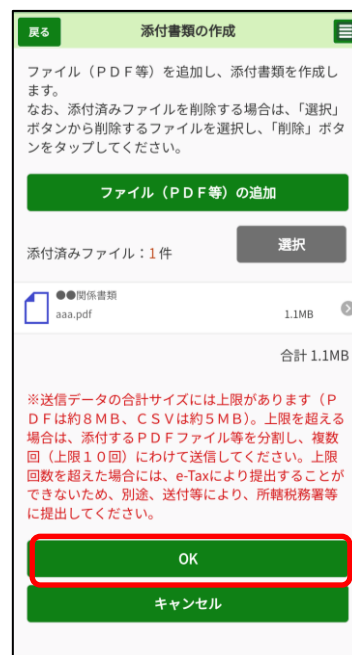 戻る
添付書類の作成
ファイル（ＰＤＦ等）を追加し、添付書類を作成し
ます。
なお、添付済みファイルを削除する場合は、「選択」
ボタンから削除するファイルを選択し、「削除」ボタ
ンをタップしてください。
ファイル（ＰＤＦ等）の追加
添付済みファイル：1 件
選択
●●関係書類
aaa.pdf
1.1MB
合計 1.1MB
※送信データの合計サイズには上限があります（Ｐ
ＤＦは約８ＭＢ、ＣＳＶは約５ＭＢ）。上限を超える
場合は、添付するＰＤＦファイル等を分割し、複数
回（上限１０回）にわけて送信してください。上限
回数を超えた場合には、e-Taxにより提出することが
できないため、別途、送付等により、所轄税務署等
に提出してください。
OK
キャンセル